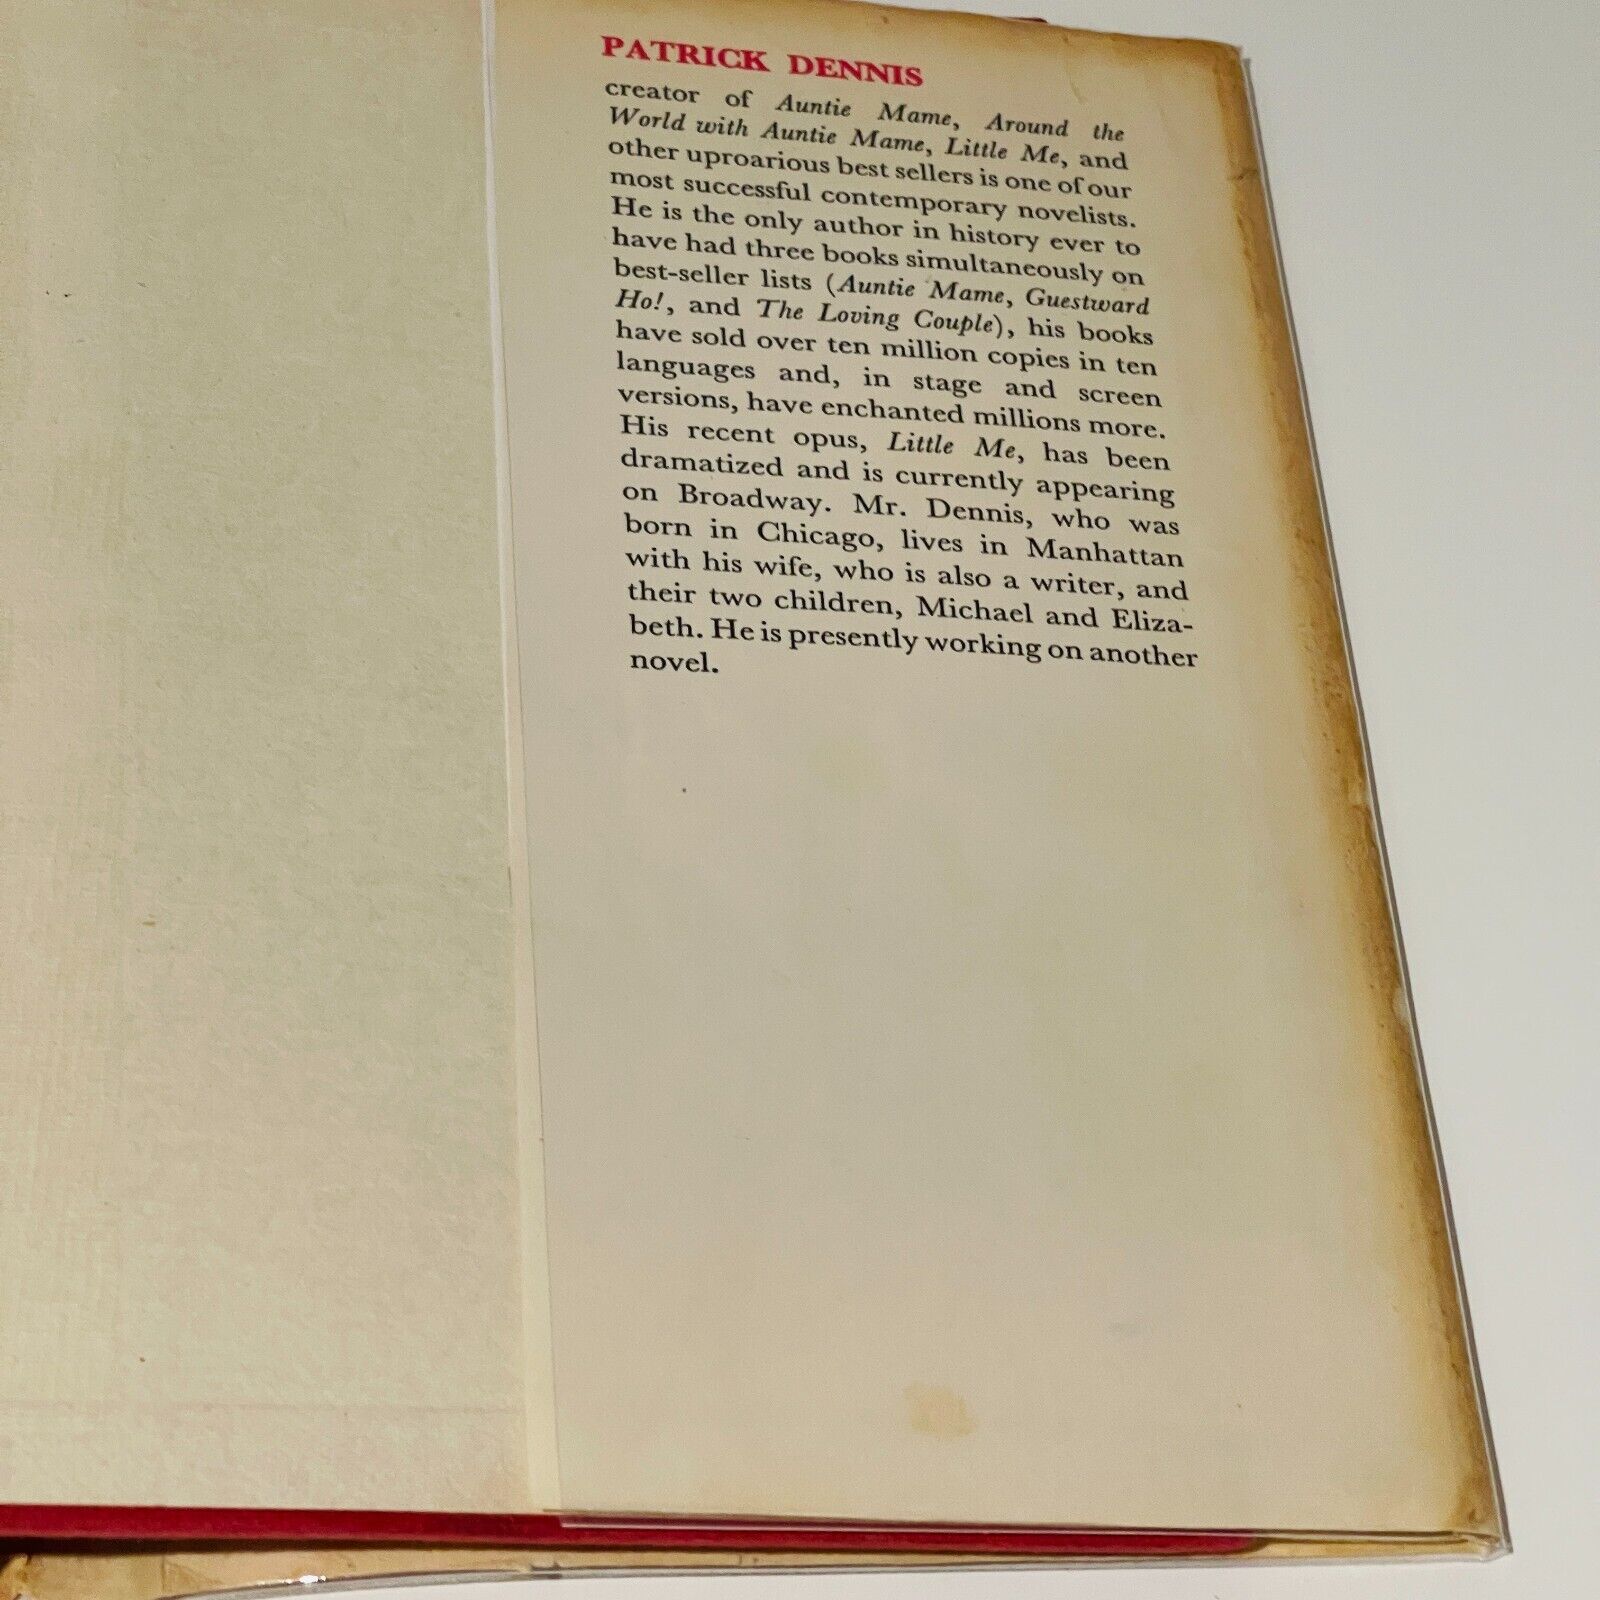 PATRICK DENNIS
creator of Auntie Mame, Around the
World with Auntie Mame, Little Me, and
other uproarious best sellers is one of our
most successful contemporary novelists.
He is the only author in history ever to
have had three books simultaneously on
best-seller lists (Auntie Mame, Guestward
Ho!, and The Loving Couple), his books
have sold over ten million copies in ten
languages and, in stage and screen
versions, have enchanted millions more.
His recent opus, Little Me, has been
dramatized and is currently appearing
on Broadway. Mr. Dennis, who was
born in Chicago, lives in Manhattan
with his wife, who is also a writer, and
their two children, Michael and Eliza-
beth. He is presently working on another
novel.